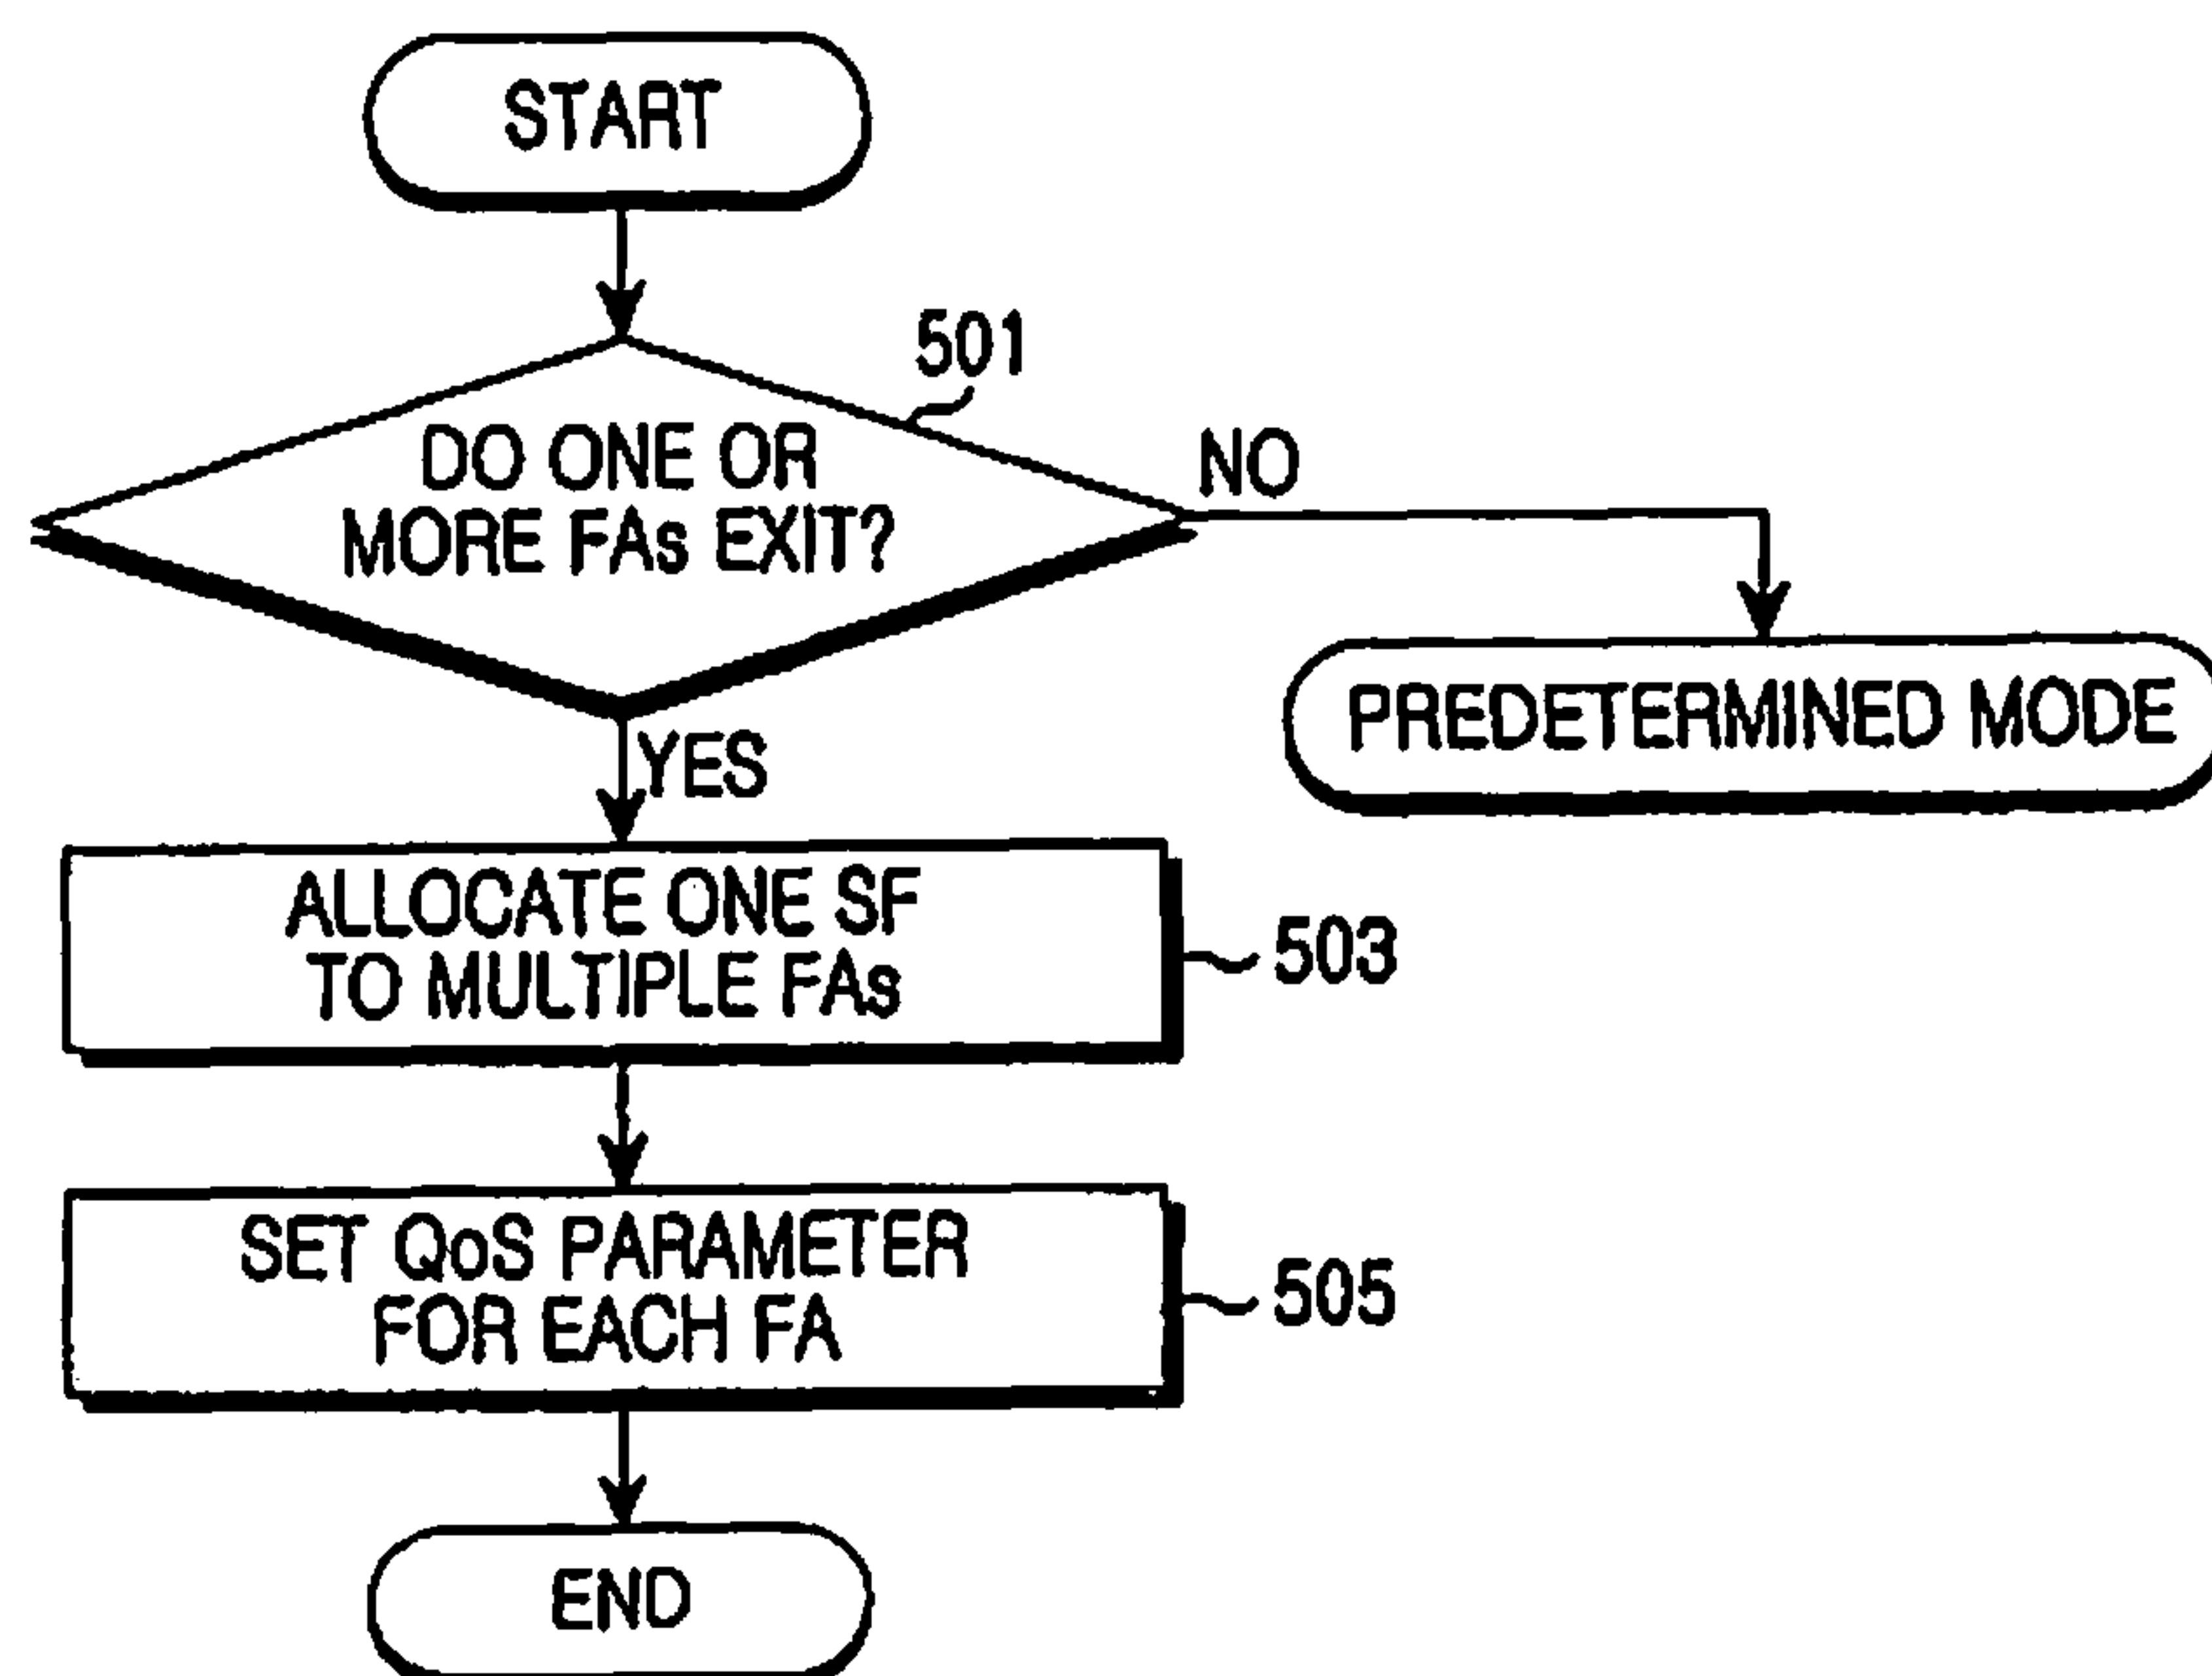 START
501
DO ONE OR
MORE FAs EXIT?
NO
PREDETERMINED MODE
YES
ALLOCATE ONE SF
TO MULTIPLE FAs
503
SET QoS PARAMETER
FOR EACH FA
505
END